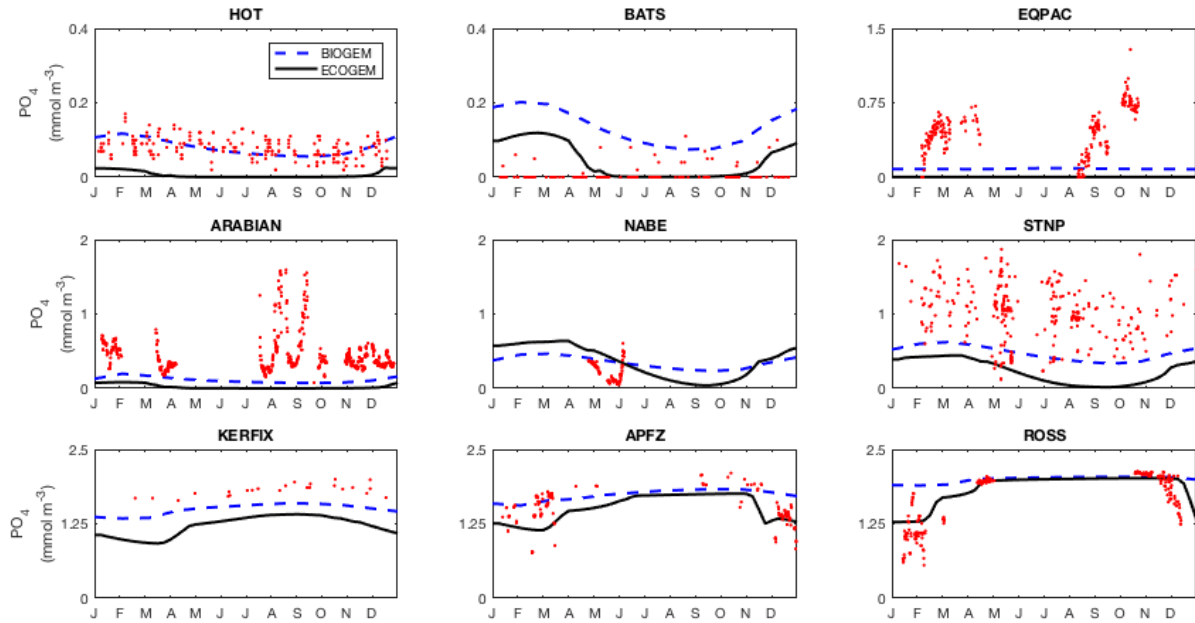 HOT
BATS
EQPAC
PO4
(mmol m−3)
0.4
0.2
0
BIOGEM
ECOGEM
J F M A M J J A S O N D
0.4
0.2
0
J F M A M J J A S O N D
1.5
0.75
0
J F M A M J J A S O N D
ARABIAN
NABE
STNP
PO4
(mmol m−3)
2
1
0
J F M A M J J A S O N D
2
1
0
J F M A M J J A S O N D
2
1
0
J F M A M J J A S O N D
KERFIX
APFZ
ROSS
PO4
(mmol m−3)
2.5
1.25
0
J F M A M J J A S O N D
2.5
1.25
0
J F M A M J J A S O N D
2.5
1.25
0
J F M A M J J A S O N D